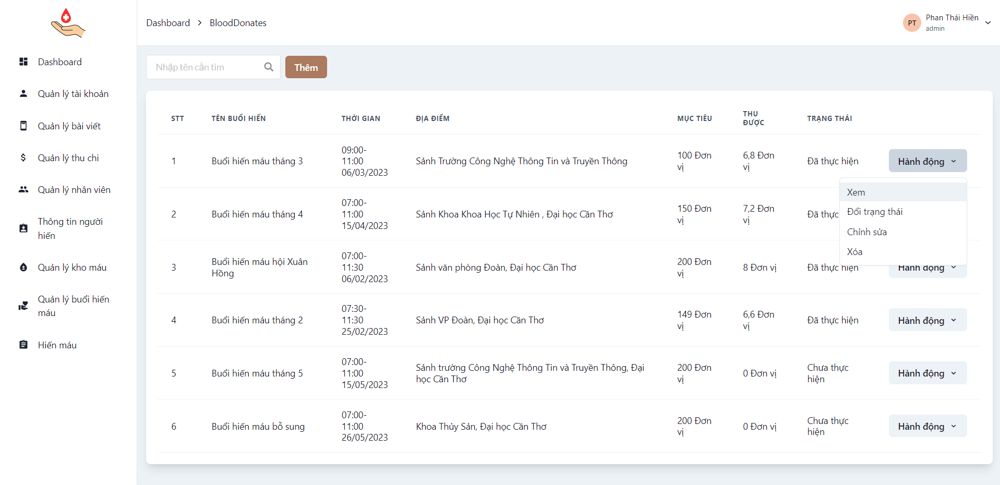 Dashboard
Quản lý tài khoản
Quản lý bài viết
Quản lý thu chi
Quản lý nhân viên
Thông tin người
hiến
Quản lý kho máu
Quản lý buổi hiến
máu
Hiến máu
Dashboard > BloodDonates
PT
Phan Thái Hiền
admin
Nhập tên cần tìm
Thêm
STT TÊN BUỔI HIẾN THỜI GIAN ĐỊA ĐIỂM MỤC TIÊU THU
ĐƯỢC TRẠNG THÁI
1 Buổi hiến máu tháng 3 09:00-
11:00
06/03/2023 Sảnh Trường Công Nghệ Thông Tin và Truyền Thông 100 Đơn
vị 6,8 Đơn
vị Đã thực hiện Hành động
Xem
Đổi trạng thái
Chỉnh sửa
Xóa
2 Buổi hiến máu tháng 4 07:00-
11:00
15/04/2023 Sảnh Khoa Khoa Học Tự Nhiên , Đại học Cần Thơ 150 Đơn
vị 7,2 Đơn
vị Đã thực
3 Buổi hiến máu hội Xuân
Hồng 07:00-
11:30
06/02/2023 Sảnh văn phòng Đoàn, Đại học Cần Thơ 200 Đơn
vị 8 Đơn vị Đã thực hiện Hành động
4 Buổi hiến máu tháng 2 07:30-
11:30
25/02/2023 Sảnh VP Đoàn, Đại học Cần Thơ 149 Đơn
vị 6,6 Đơn
vị Đã thực hiện Hành động
5 Buổi hiến máu tháng 5 07:00-
11:00
15/05/2023 Sảnh trường Công Nghệ Thông Tin và Truyền Thông, Đại
học Cần Thơ 200 Đơn
vị 0 Đơn vị Chưa thực
hiện Hành động
6 Buổi hiến máu bỗ sung 07:00-
11:00
26/05/2023 Khoa Thủy Sản, Đại học Cần Thơ 200 Đơn
vị 0 Đơn vị Chưa thực
hiện Hành động